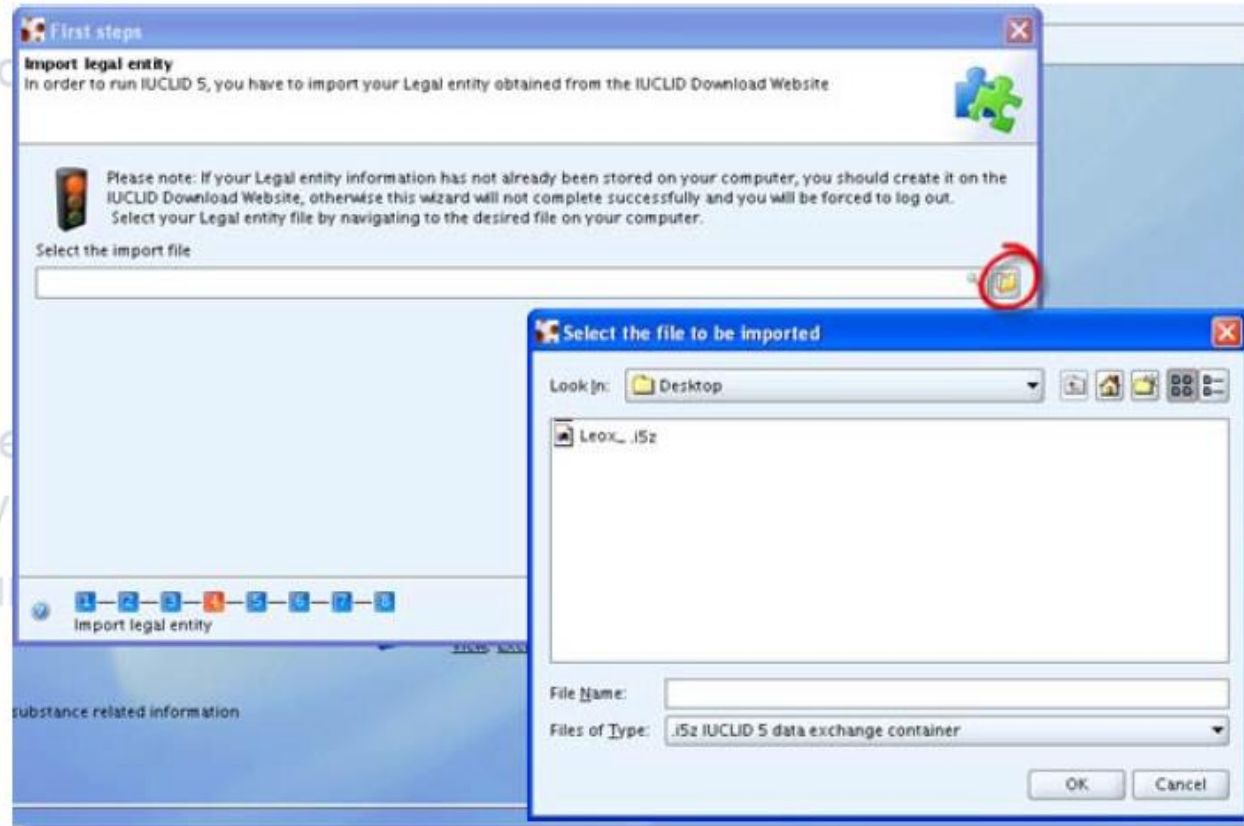 First steps
Import legal entity
In order to run IUCLID 5, you have to import your Legal entity obtained from the IUCLID Download Website
Please note: If your Legal entity information has not already been stored on your computer, you should create it on the
IUCLID Download Website, otherwise this wizard will not complete successfully and you will be forced to log out.
Select your Legal entity file by navigating to the desired file on your computer.
Select the import file
Select the file to be imported
Look In: Desktop
Leox_ .i5z
1 2 3 4 5 6 7 8
Import legal entity
View,
substance related information
File Name:
Files of Type: .i5z IUCLID 5 data exchange container
OK Cancel